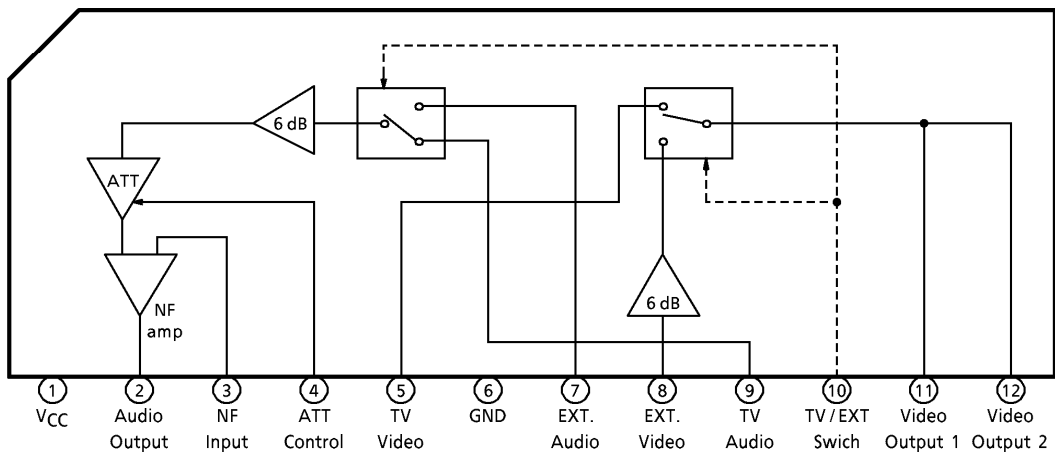 6 dB
ATT
6 dB
NF
amp
1 2 3 4 5 6 7 8 9 10 11 12
VCC Audio NF ATT TV GND EXT. EXT. TV TV / EXT Video Video
Output Input Control Video Audio Video Audio Swich Output 1 Output 2